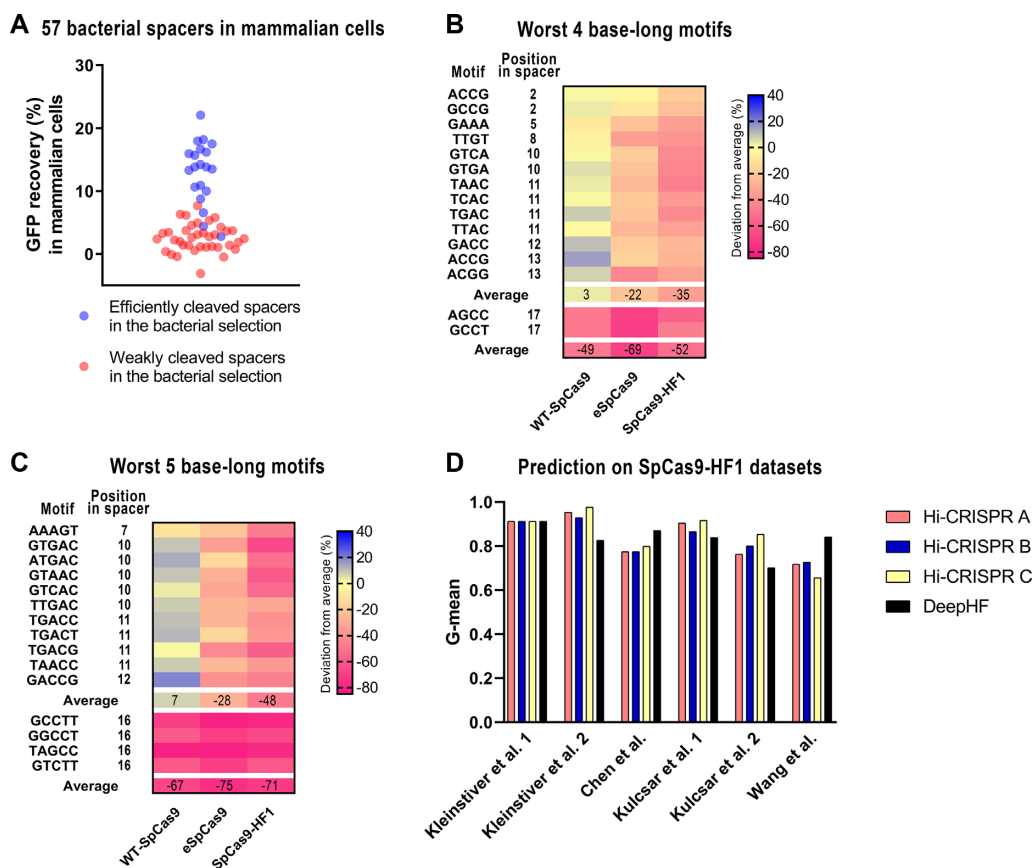 A 57 bacterial spacers in mammalian cells
GFP recovery (%)
in mammalian cells
30
20
10
0
Efficiently cleaved spacers
in the bacterial selection
Weakly cleaved spacers
in the bacterial selection
B Worst 4 base-long motifs
Motif Position
in spacer
ACCG 2
GCCG 2
GAAA 5
TTGT 8
GTCA 10
GTGA 10
TAAC 11
TCAC 11
TGAC 11
TTAC 11
GACC 12
ACCG 13
ACGG 13
Average 3 -22 -35
AGCC 17
GCCT 17
Average -49 -69 -52
WT-SpCas9
eSpCas9
SpCas9-HF1
Deviation from average (%)
40
20
0
-20
-40
-60
-80
C Worst 5 base-long motifs
Motif Position
in spacer
AAAGT 7
GTGAC 10
ATGAC 10
GTAAC 10
GTCAC 10
TTGAC 10
TGACC 11
TGACT 11
TGACG 11
TAACC 11
GACCG 12
Average 7 -28 -48
GCCTT 16
GGCCT 16
TAGCC 16
GTCTT 16
Average -67 -75 -71
WT-SpCas9
eSpCas9
SpCas9-HF1
Deviation from average (%)
40
20
0
-20
-40
-60
-80
D Prediction on SpCas9-HF1 datasets
G-mean
1.0
0.8
0.6
0.4
0.2
0.0
Kleinstiver et al. 1
Kleinstiver et al. 2
Chen et al.
Kulcsar et al. 1
Kulcsar et al. 2
Wang et al.
Hi-CRISPR A
Hi-CRISPR B
Hi-CRISPR C
DeepHF